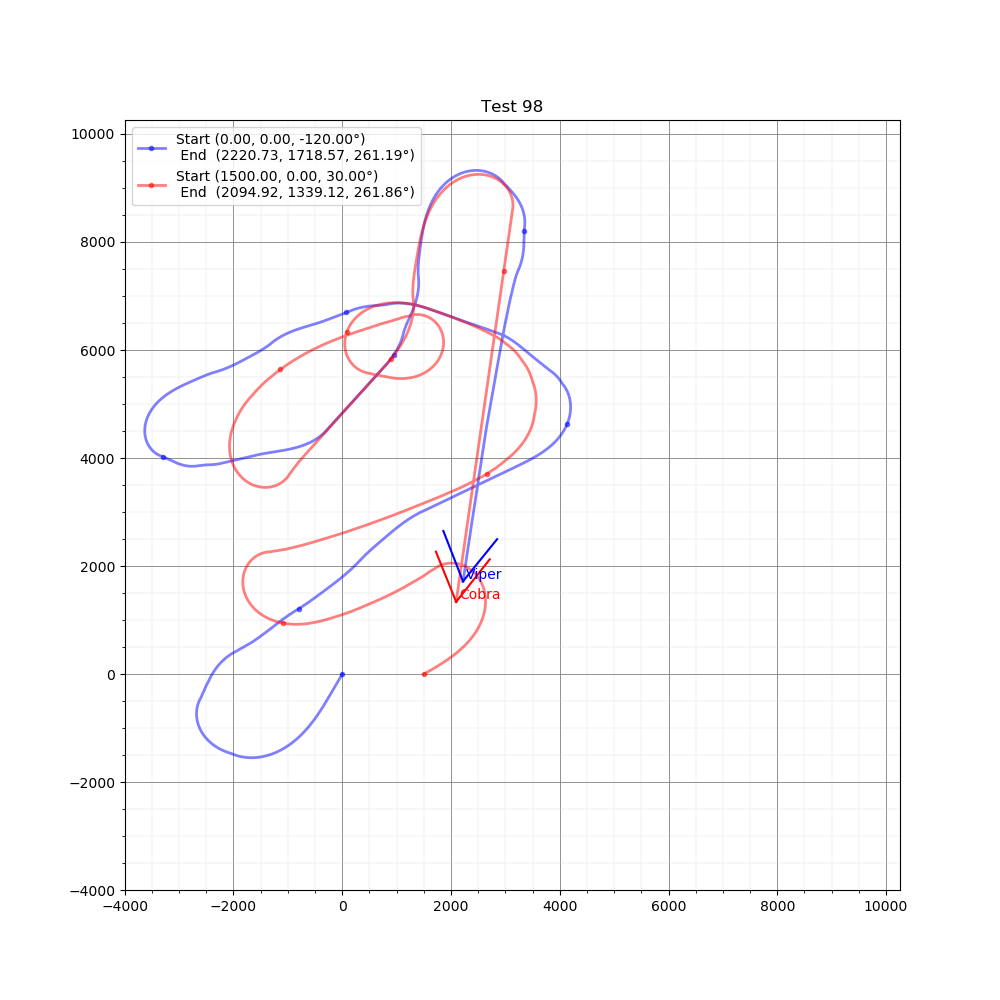 Test 98
Start (0.00, 0.00, -120.00°)
End  (2220.73, 1718.57, 261.19°)
Start (1500.00, 0.00, 30.00°)
End  (2094.92, 1339.12, 261.86°)
10000
8000
6000
4000
2000
0
−2000
−4000
Viper
Cobra
−4000 −2000 0 2000 4000 6000 8000 10000